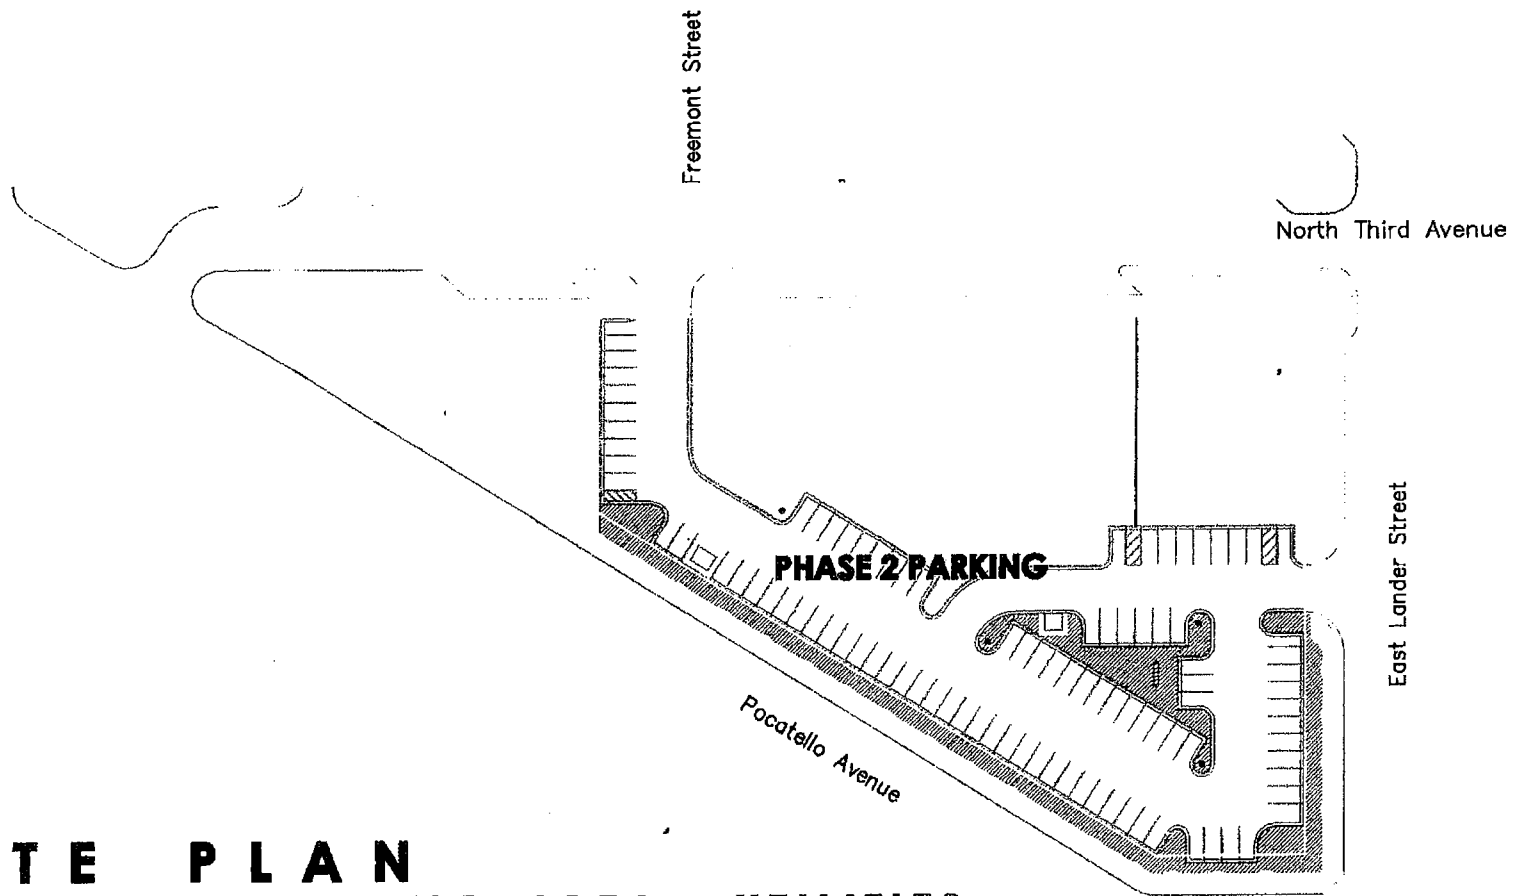 Freemont Street
North Third Avenue
PHASE 2 PARKING
East Lander Street
Pocatello Avenue
TE PLAN